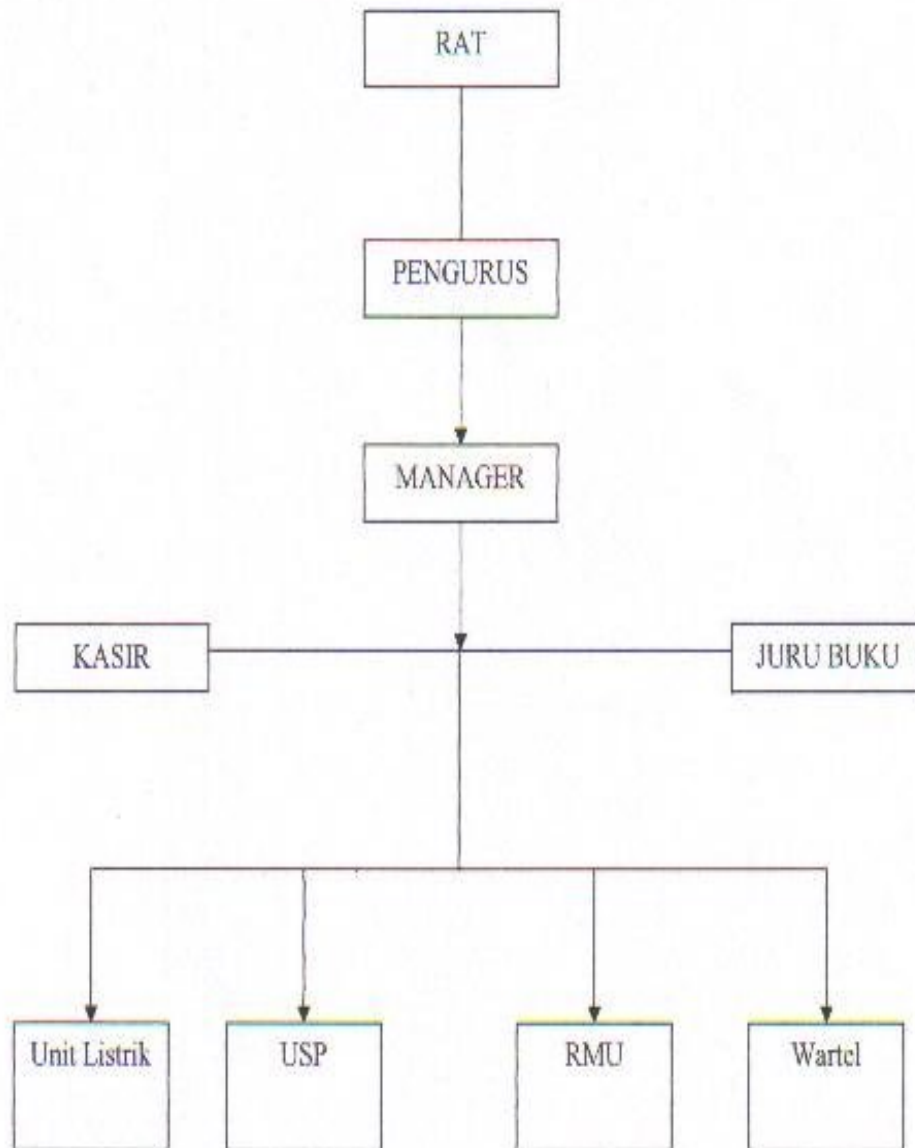 RAT
PENGURUS
MANAGER
KASIR
JURU BUKU
Unit Listrik
USP
RMU
Wartel